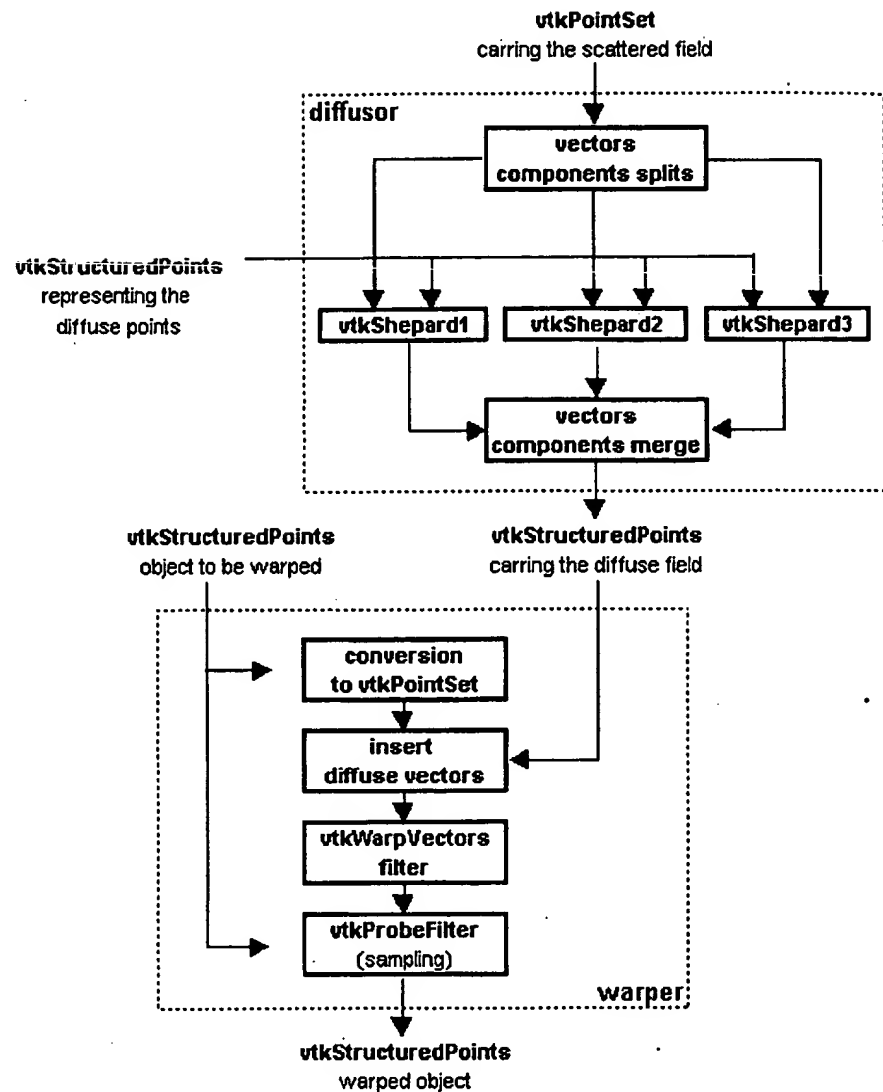 vtkPointSet
carring the scattered field
diffusor
vectors
components splits
vtkStructuredPoints
representing the
diffuse points
vtkShepard1
vtkShepard2
vtkShepard3
vectors
components merge
vtkStructuredPoints
object to be warped
vtkStructuredPoints
carring the diffuse field
conversion
to vtkPointSet
insert
diffuse vectors
vtkWarpVectors
filter
vtkProbeFilter
(sampling)
warper
vtkStructuredPoints
warped object